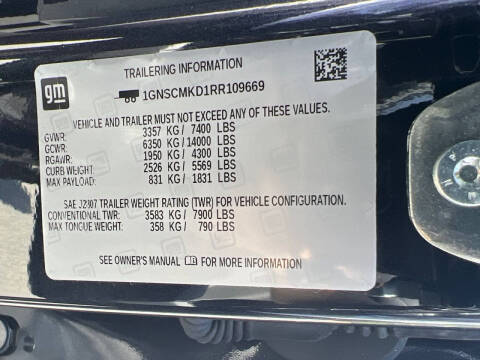 gm
TRAILERING INFORMATION
1GNSCMKD1RR109669
VEHICLE AND TRAILER MUST NOT EXCEED ANY OF THESE VALUES.
GVWR: 3357 KG / 7400 LBS
GCWR: 6350 KG / 14000 LBS
RGAWR: 1950 KG / 4300 LBS
CURB WEIGHT: 2526 KG / 5569 LBS
MAX PAYLOAD: 831 KG / 1831 LBS
SAE J2807 TRAILER WEIGHT RATING (TWR) FOR VEHICLE CONFIGURATION.
CONVENTIONAL TWR: 3583 KG / 7900 LBS
MAX TONGUE WEIGHT: 358 KG / 790 LBS
SEE OWNER'S MANUAL FOR MORE INFORMATION